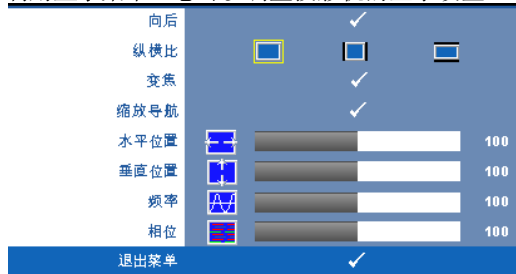 向后
纵横比
变焦
缩放导航
水平位置 100
垂直位置 100
频率 100
相位 100
退出菜单